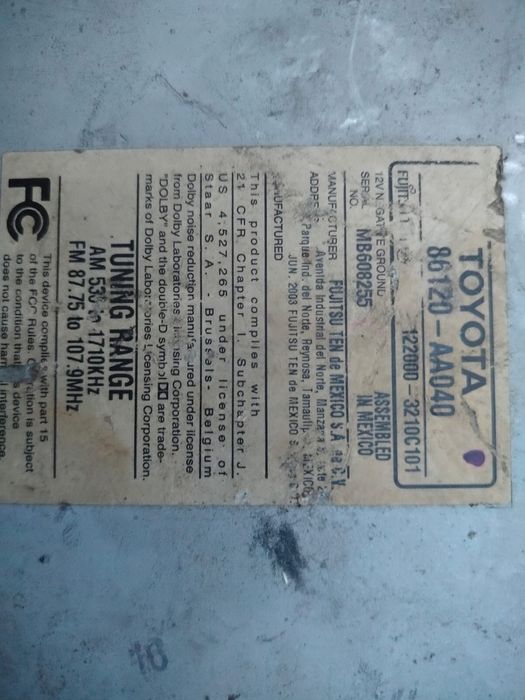 TOYOTA
86120-AA040
122000-3210C101
12V NEGATIVE GROUND
ASSEMBLED
IN MEXICO
SERIAL
NO. MB608255
MANUFACTURER FUJITSU TEN de MEXICO S.A. de C.V.
Avenida Industrial del Norte, Manzana
Parque Ind. del Norte, Reynosa,
JUN. 2003 FUJITSU TEN de MEXICO S.
This product complies with
21 CFR Chapter I. Subchapter J.
US 4,527,265 under license of
Staar S. A. - Brussels- Belgium
Dolby noise reduction manufactured under license
from Dolby Laboratories Licensing Corporation.
"DOLBY" and the double-D symbol are trade-
marks of Dolby Laboratories Licensing Corporation.
TUNING RANGE
AM 530 to 1710KHz
FM 87.75 to 107.9MHz
FC
This device complies with part 15
of the FCC Rules. Operation is subject
to the condition that this device
does not cause harmful interference.
18